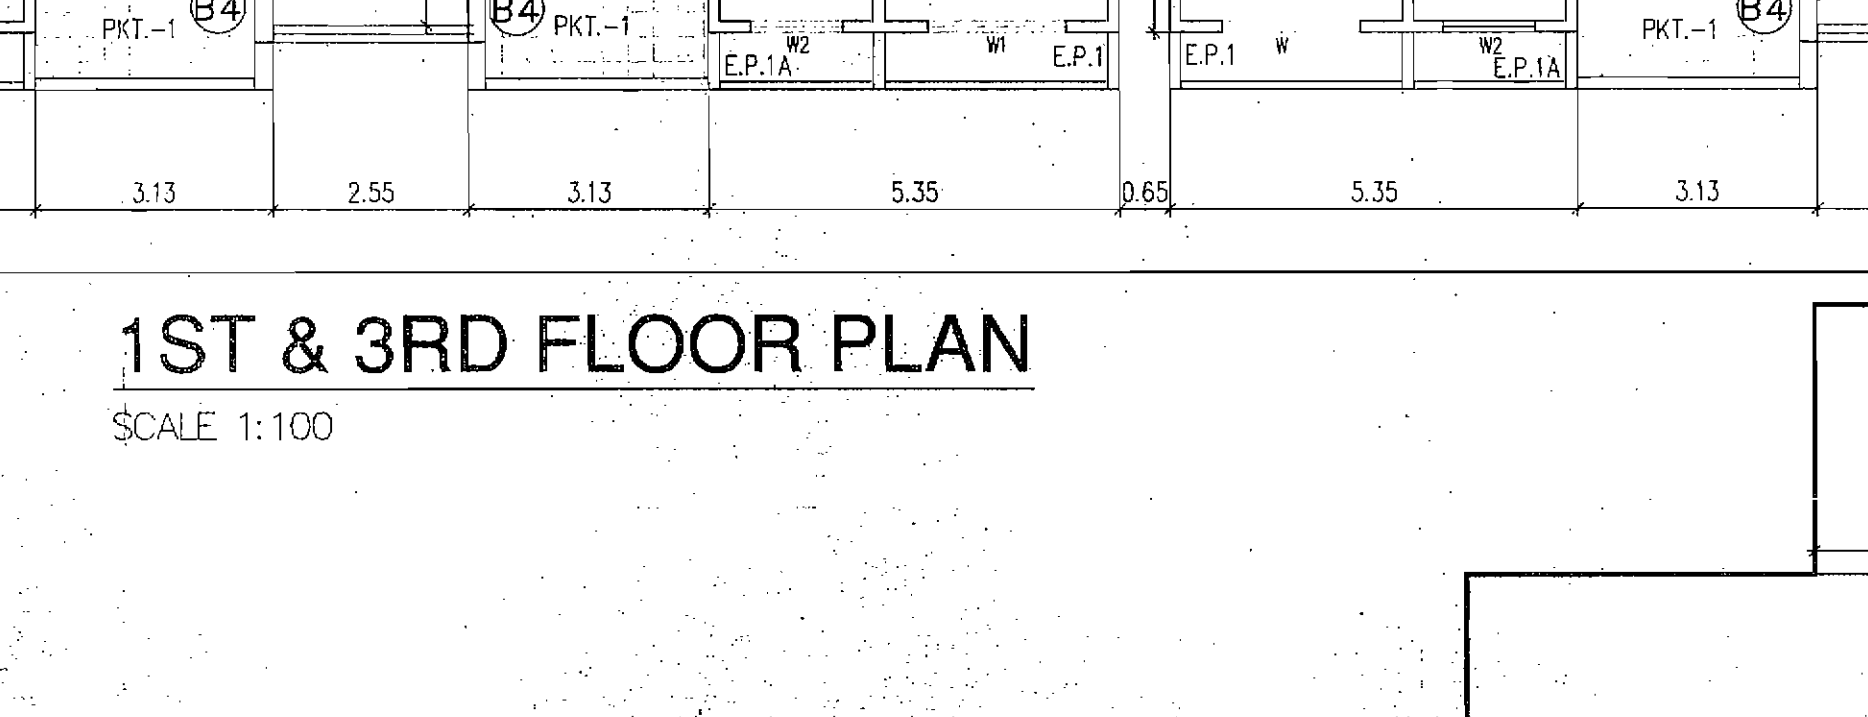 B4 B4 B4
PKT.-1 PKT.-1 PKT.-1
W2 W1 W W2
E.P.1A E.P.1 E.P.1 E.P.1A
3.13 2.55 3.13 5.35 0.65 5.35 3.13
1ST & 3RD FLOOR PLAN
SCALE 1:100